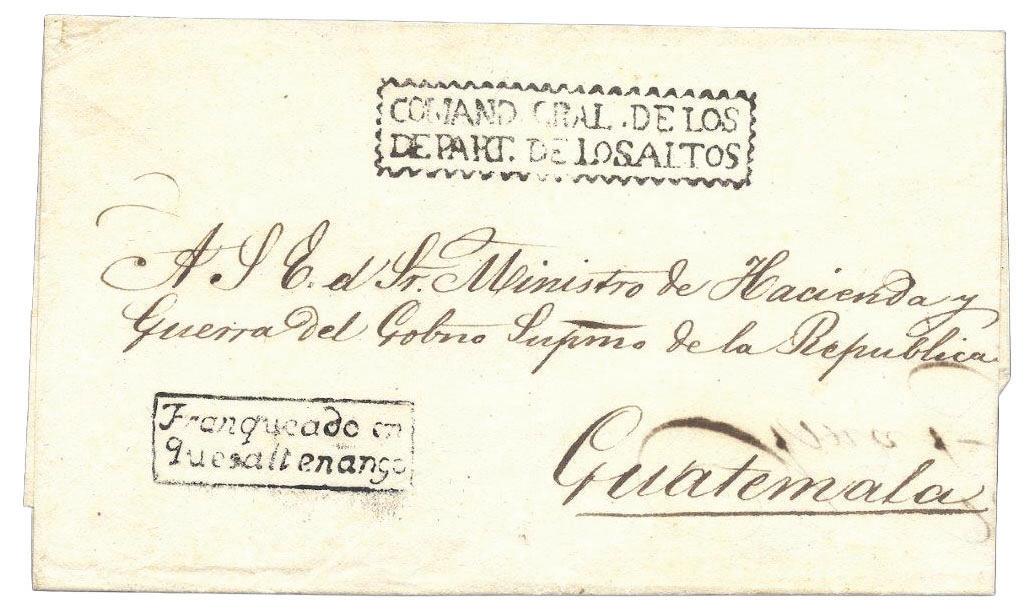 COMAND. GRAL. DE LOS
DEPART. DE LOS ALTOS
A S E. el Sr. Ministro de Hacienda y
Guerra del Gobno Supmo de la Republica
Franqueado en
Quesaltenango
Guatemala